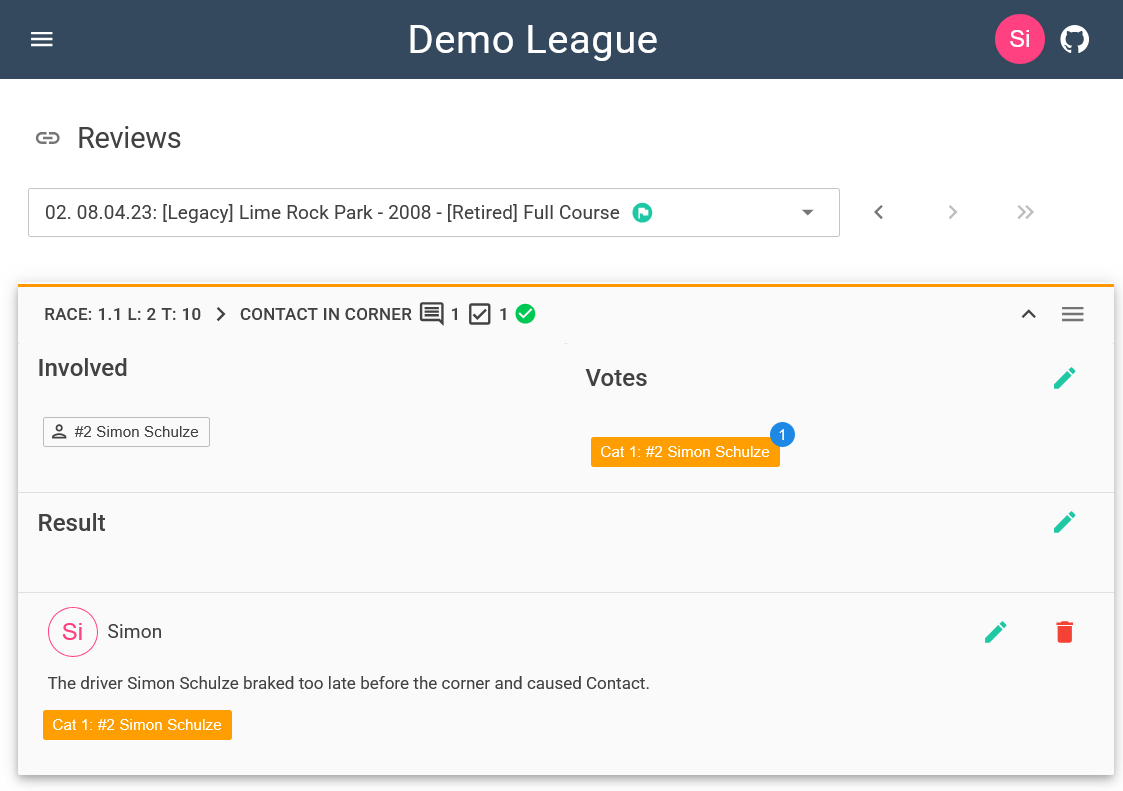 Demo League
Si
Reviews
02. 08.04.23: [Legacy] Lime Rock Park - 2008 - [Retired] Full Course
RACE: 1.1 L: 2 T: 10 > CONTACT IN CORNER 1 1
Involved
Votes
#2 Simon Schulze
1
Cat 1: #2 Simon Schulze
Result
Si
Simon
The driver Simon Schulze braked too late before the corner and caused Contact.
Cat 1: #2 Simon Schulze